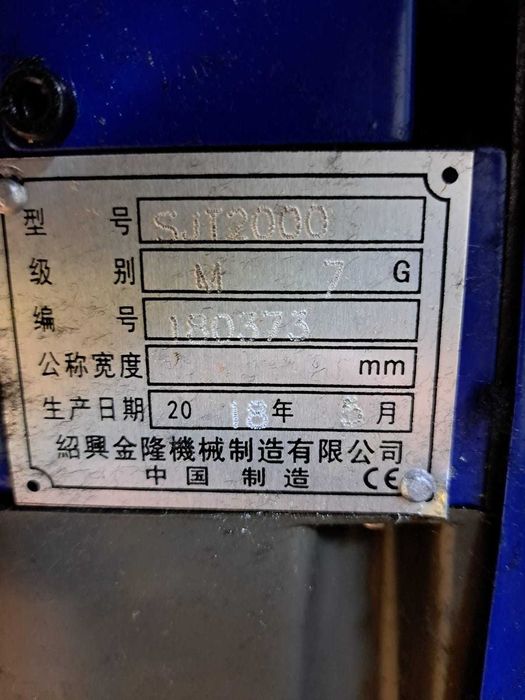 型 号 SJT2000
级 别 M 7 G
编 号 180373
公称宽度 mm
生产日期 20 18 年 5 月
紹興金隆機械制造有限公司
中国制造 CE